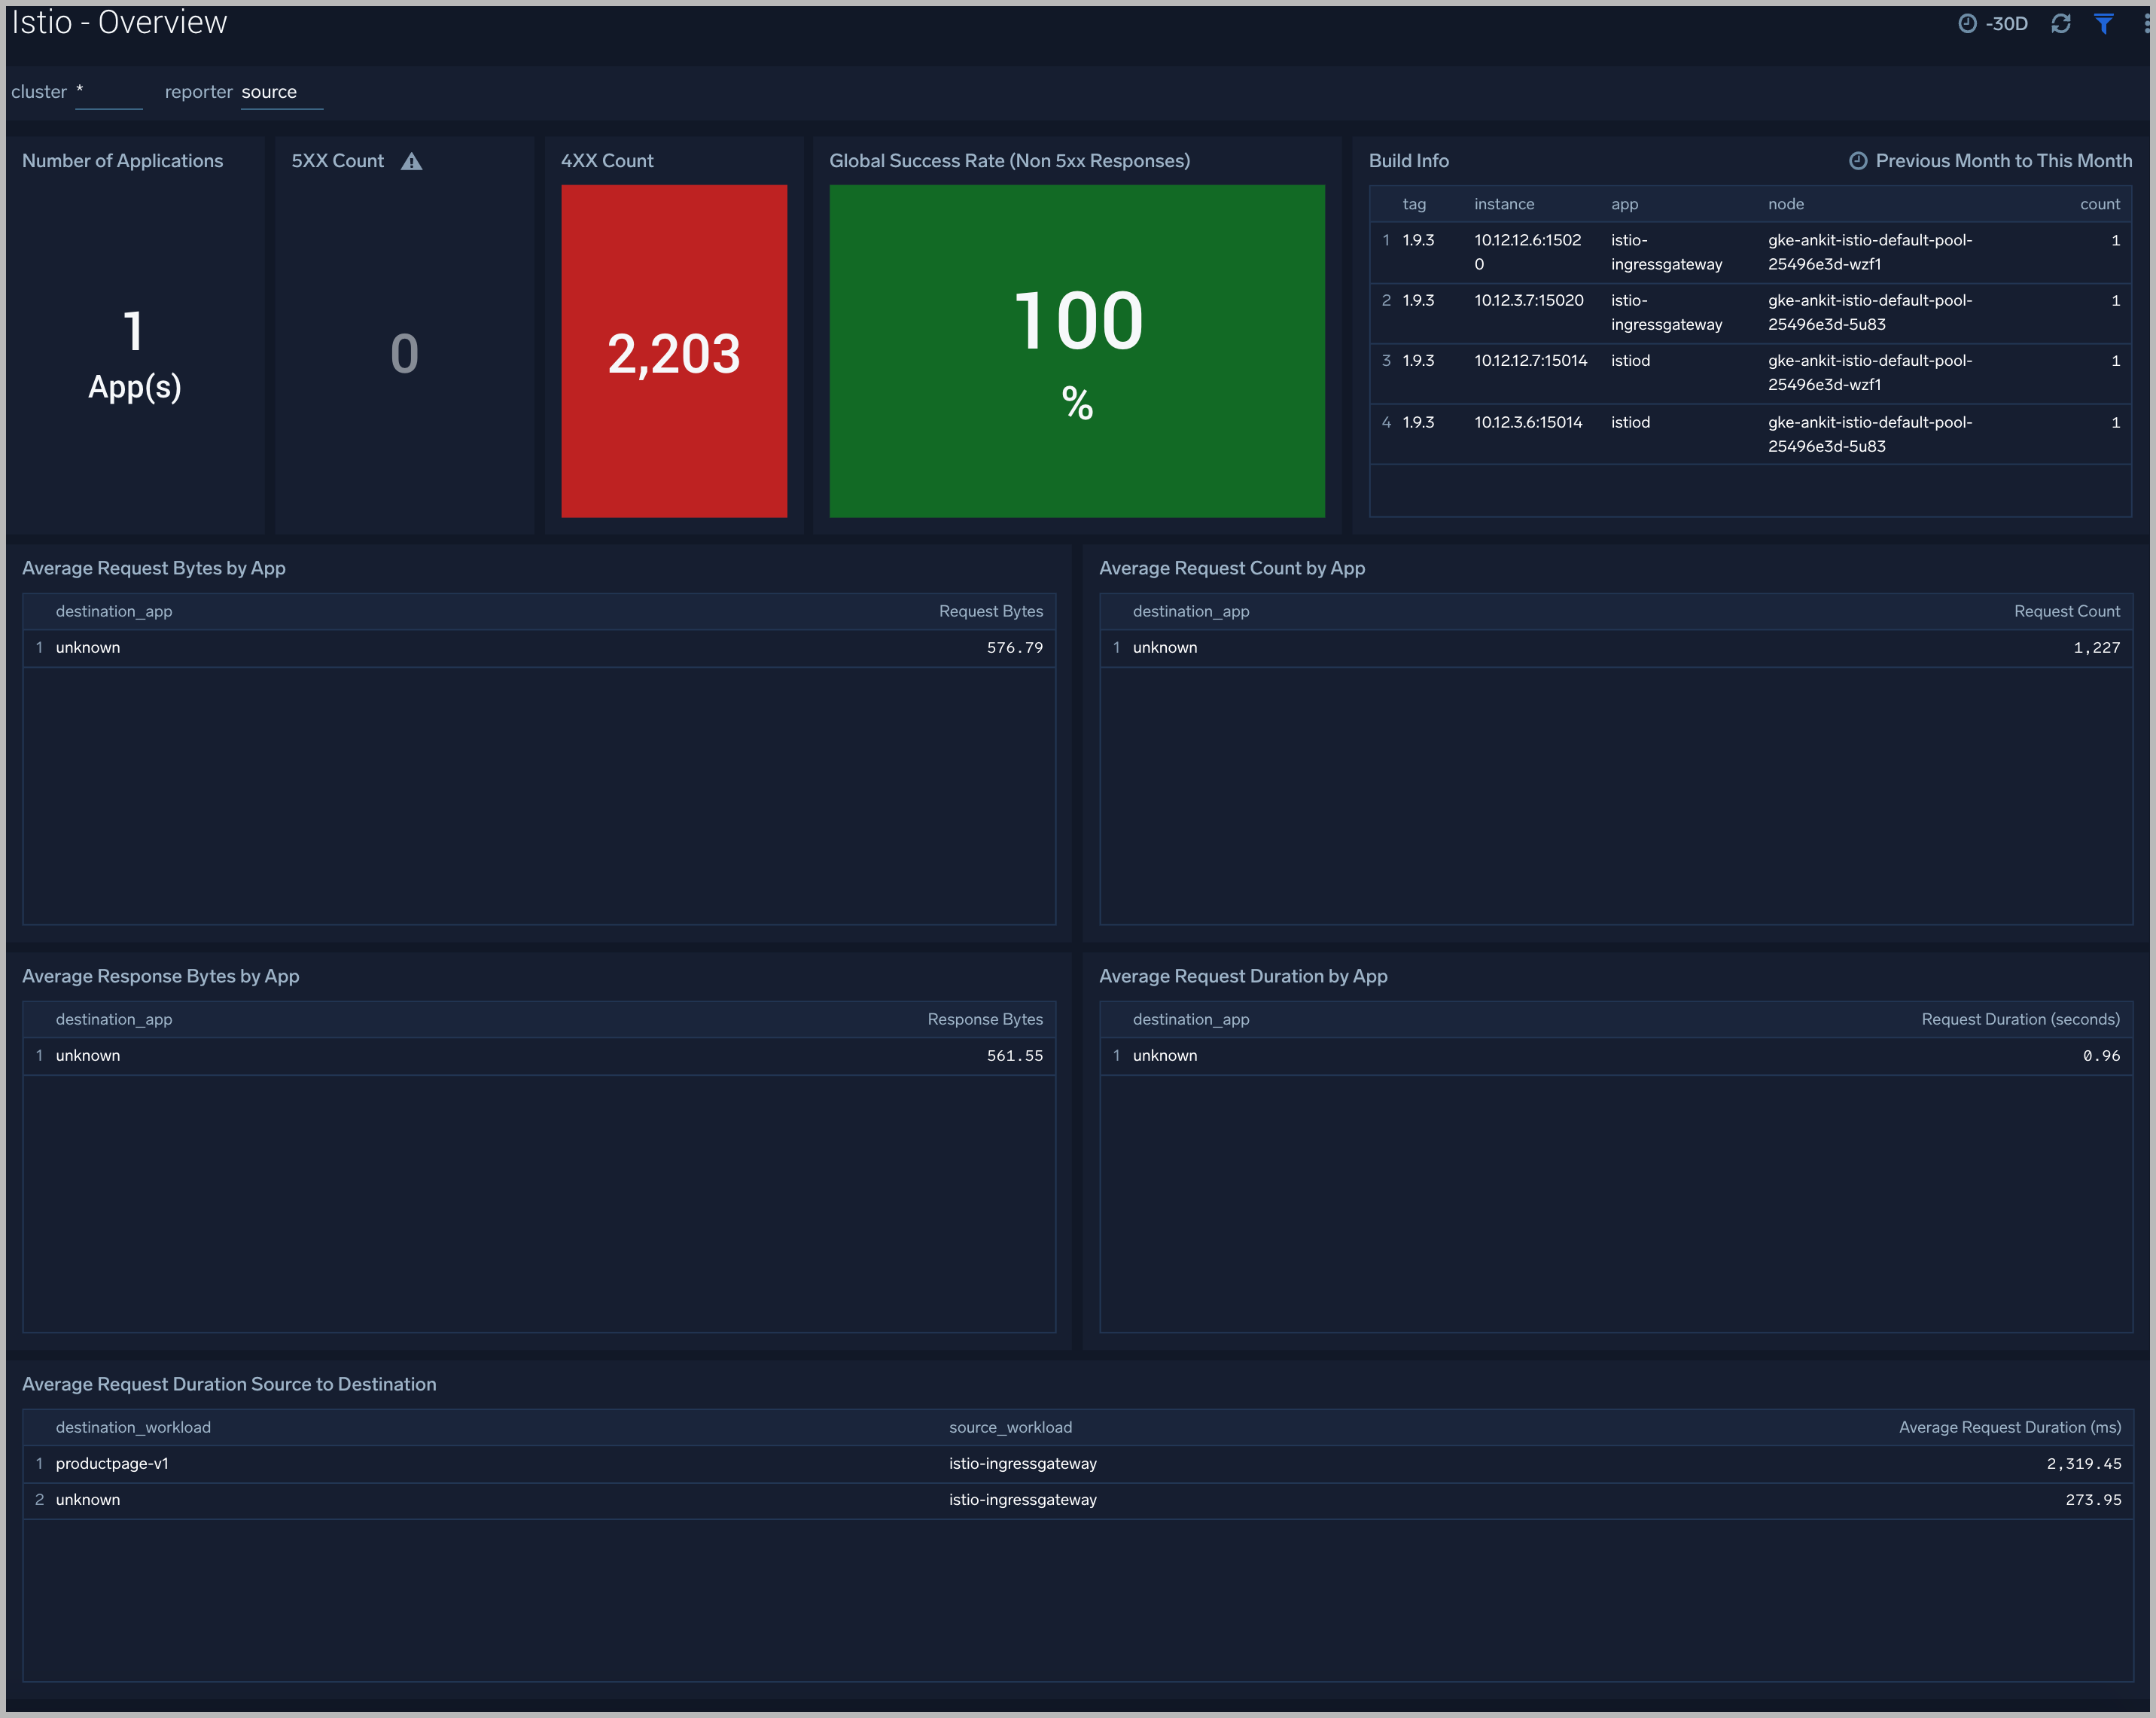 Istio - Overview
-30D
cluster *
reporter source
Number of Applications
1
App(s)
5XX Count
0
4XX Count
2,203
Global Success Rate (Non 5xx Responses)
100
%
Build Info
Previous Month to This Month
tag instance app node count
1 1.9.3 10.12.12.6:1502 istio- gke-ankit-istio-default-pool- 1
0 ingressgateway 25496e3d-wzf1
2 1.9.3 10.12.3.7:15020 istio- gke-ankit-istio-default-pool- 1
ingressgateway 25496e3d-5u83
3 1.9.3 10.12.12.7:15014 istiod gke-ankit-istio-default-pool- 1
25496e3d-wzf1
4 1.9.3 10.12.3.6:15014 istiod gke-ankit-istio-default-pool- 1
25496e3d-5u83
Average Request Bytes by App
destination_app Request Bytes
1 unknown 576.79
Average Request Count by App
destination_app Request Count
1 unknown 1,227
Average Response Bytes by App
destination_app Response Bytes
1 unknown 561.55
Average Request Duration by App
destination_app Request Duration (seconds)
1 unknown 0.96
Average Request Duration Source to Destination
destination_workload source_workload Average Request Duration (ms)
1 productpage-v1 istio-ingressgateway 2,319.45
2 unknown istio-ingressgateway 273.95